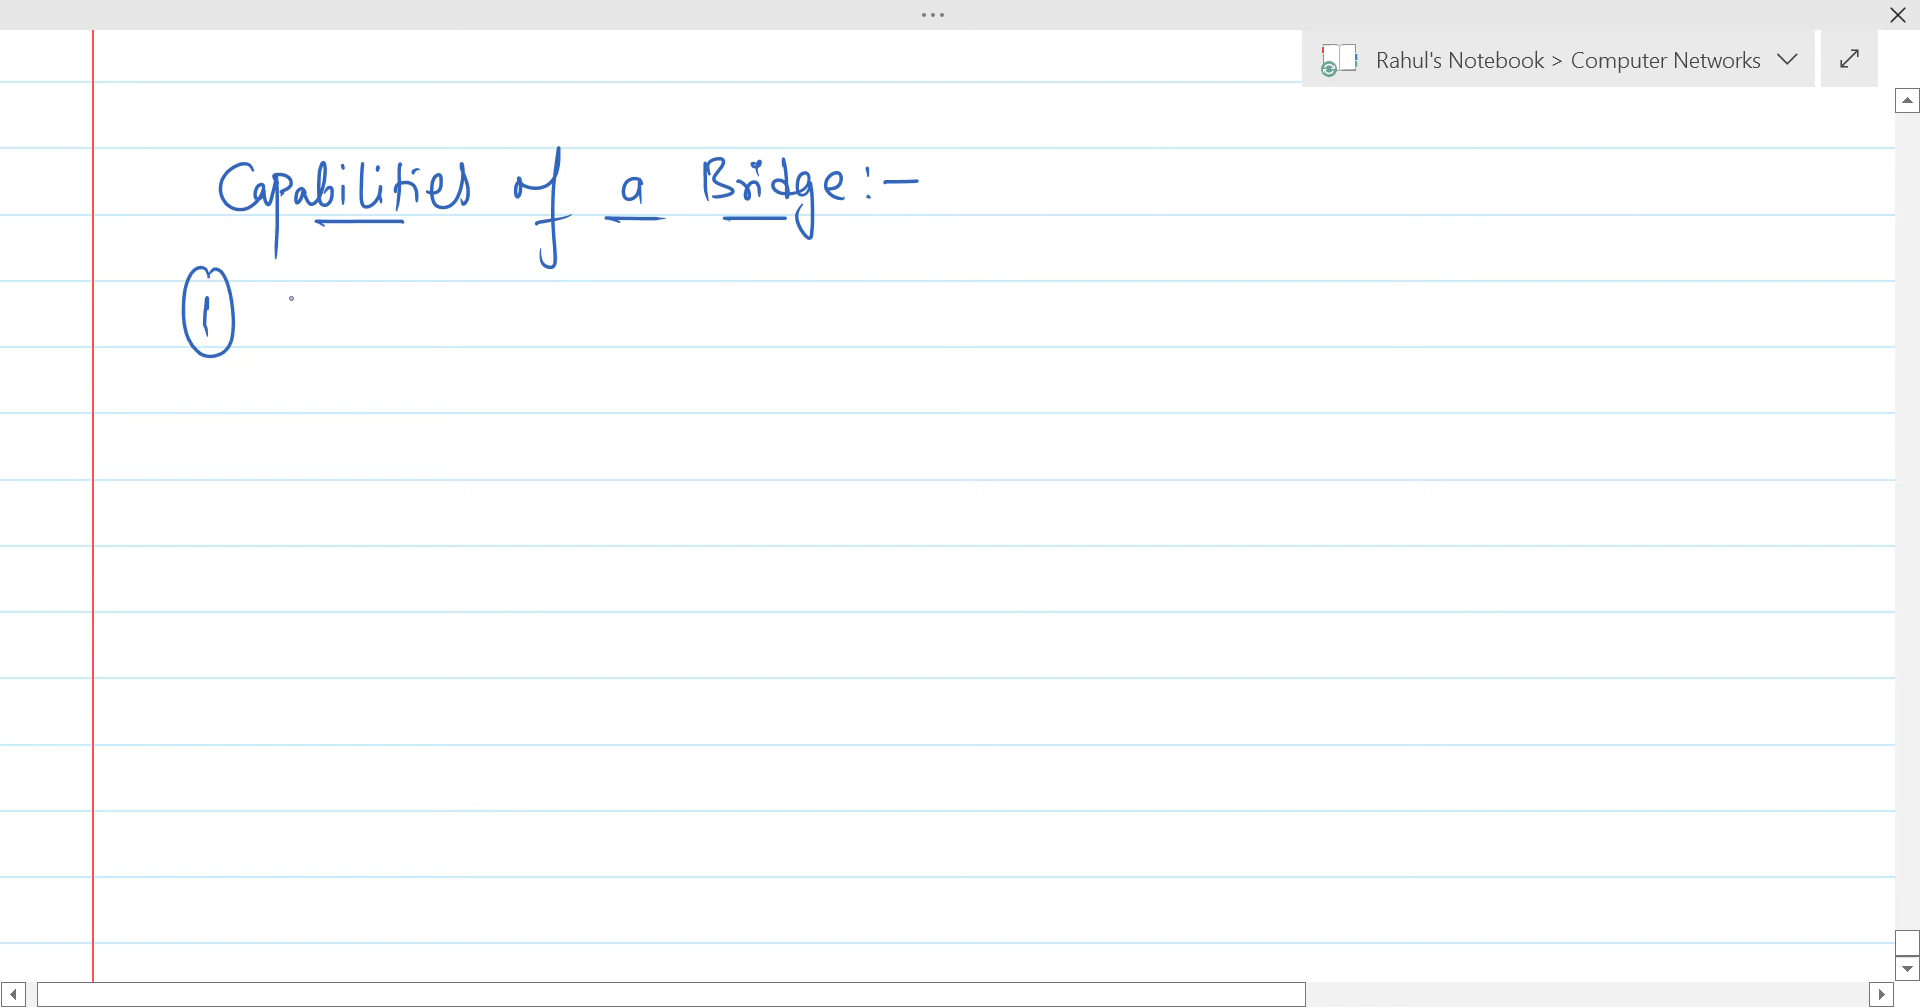 Rahul's Notebook > Computer Networks
Capabilities of a Bridge:-
1